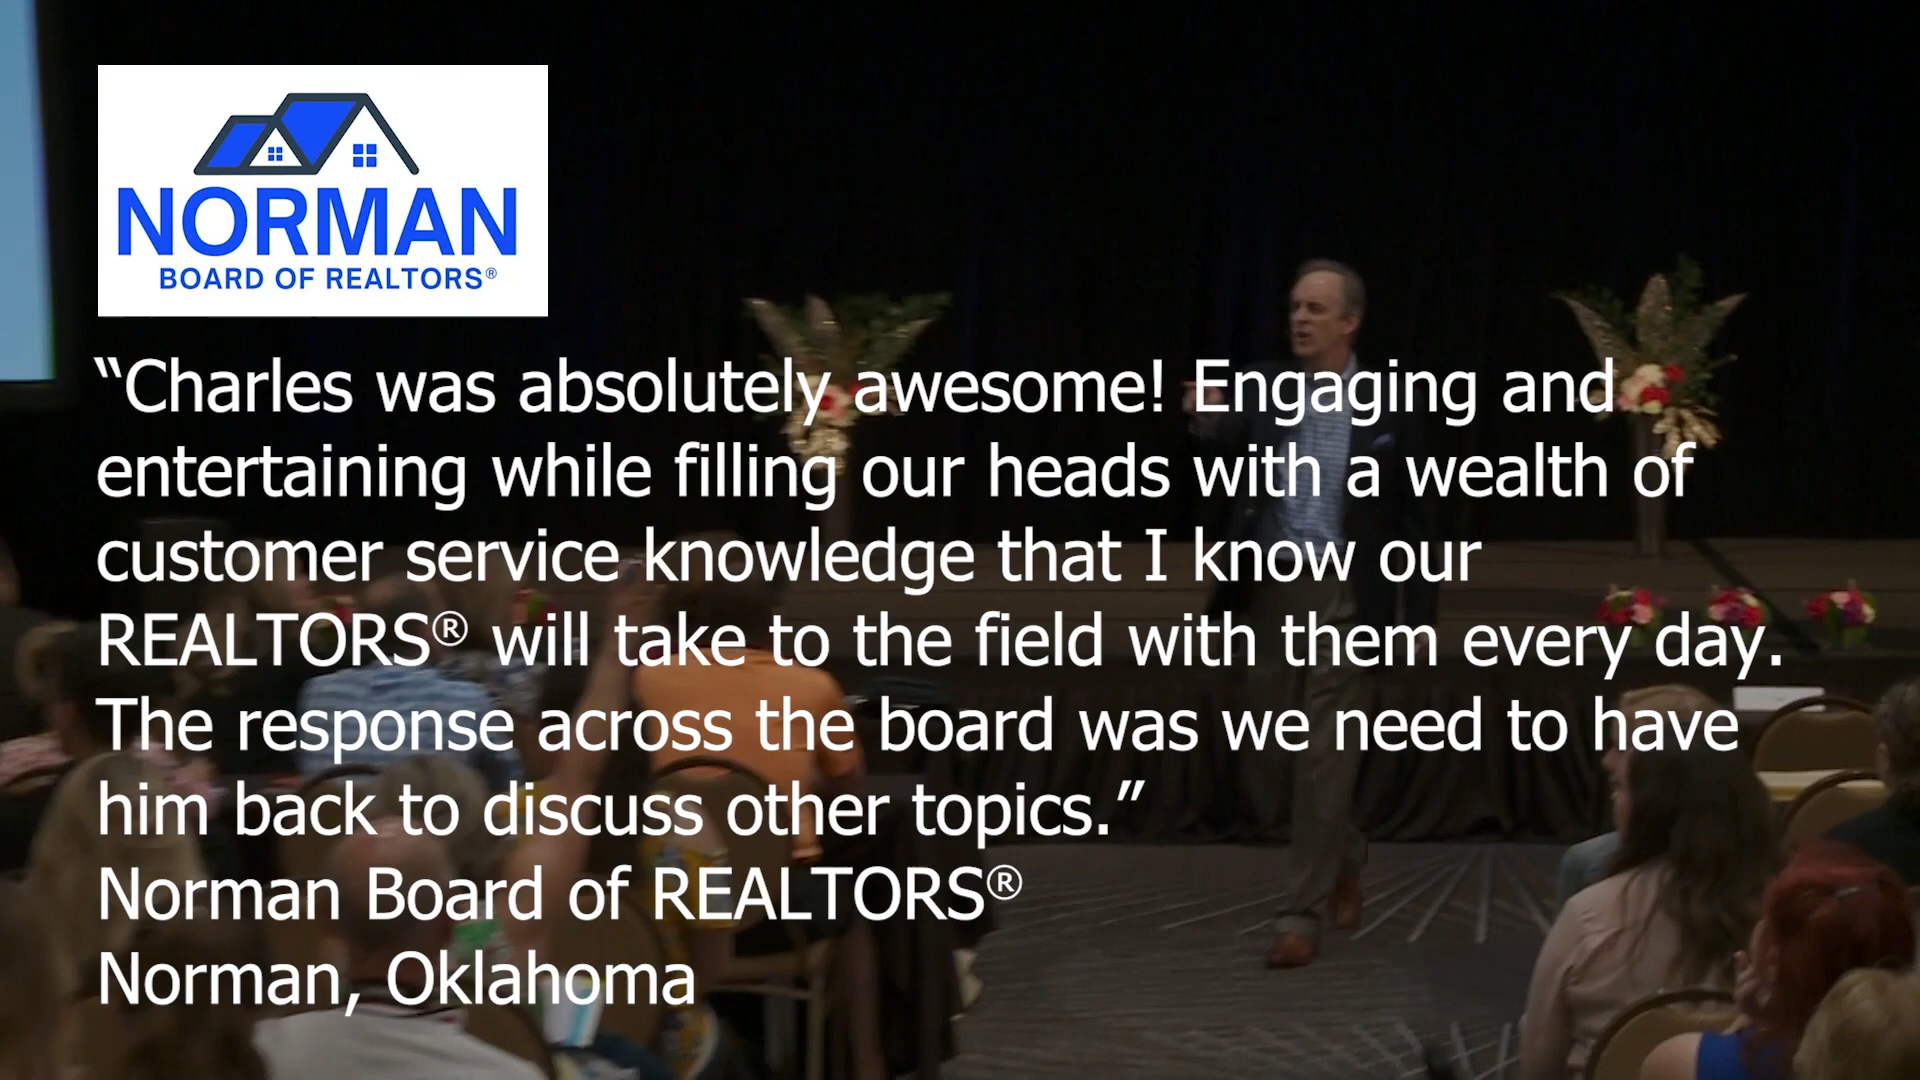 NORMAN
BOARD OF REALTORS®
“Charles was absolutely awesome! Engaging and
entertaining while filling our heads with a wealth of
customer service knowledge that I know our
REALTORS® will take to the field with them every day.
The response across the board was we need to have
him back to discuss other topics.”
Norman Board of REALTORS®
Norman, Oklahoma